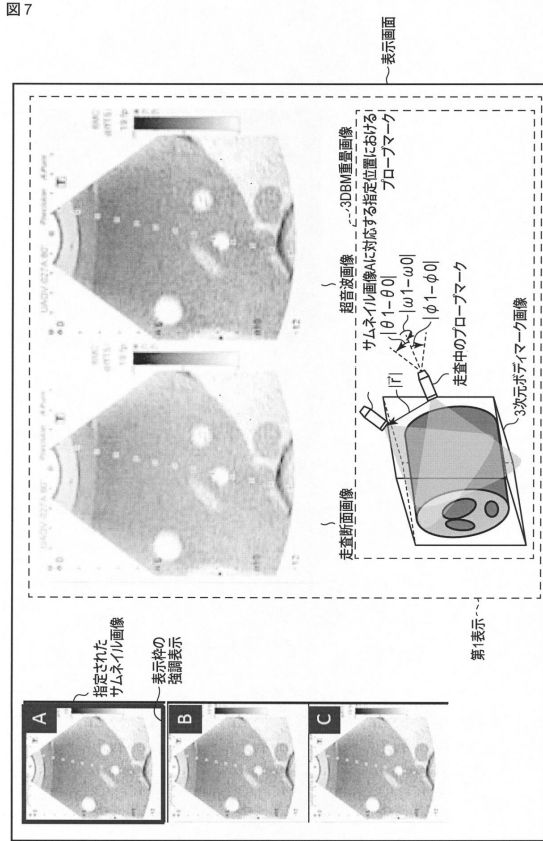 図7
表示画面
A
指定された
サムネイル画像
表示枠の
強調表示
B
C
Precision A Pure
T
Precision A Pure
T
走査断面画像
超音波画像
3DBM重畳画像
サムネイル画像Aに対応する指定位置における
プローブマーク
|θ1−θ0|
|ω1−ω0|
|φ1−φ0|
|r⃗|
走査中のプローブマーク
3次元ボディマーク画像
第1表示